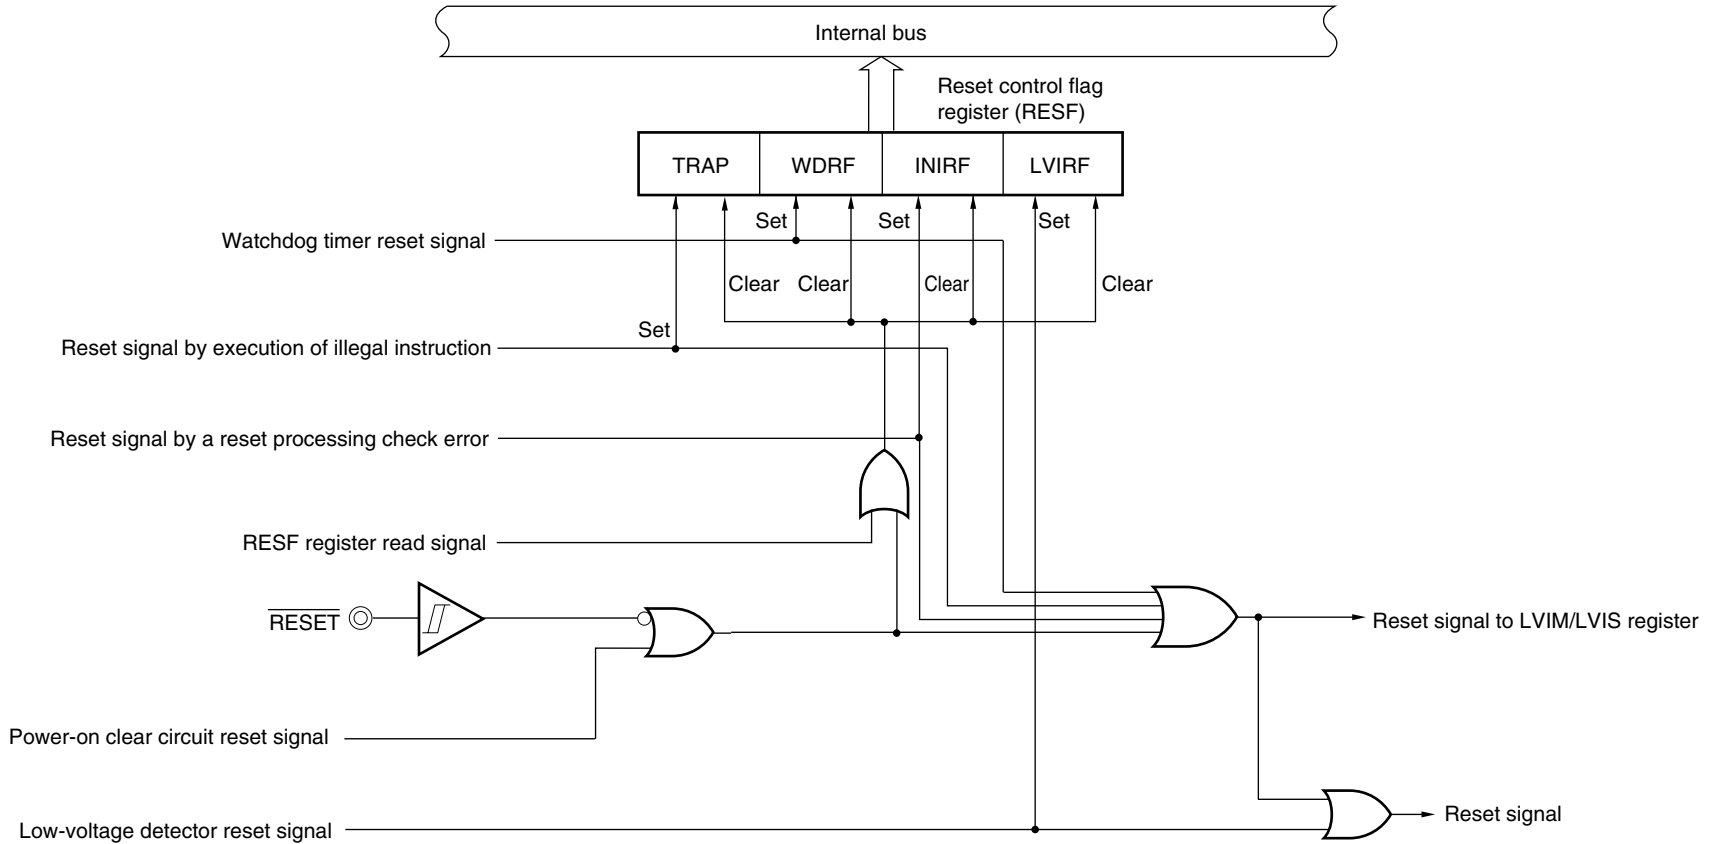 Internal bus
Reset control flag
register (RESF)
TRAP
WDRF
INIRF
LVIRF
Set
Set
Set
Watchdog timer reset signal
Clear
Clear
Clear
Clear
Set
Reset signal by execution of illegal instruction
Reset signal by a reset processing check error
RESF register read signal
RESET
Reset signal to LVIM/LVIS register
Power-on clear circuit reset signal
Reset signal
Low-voltage detector reset signal